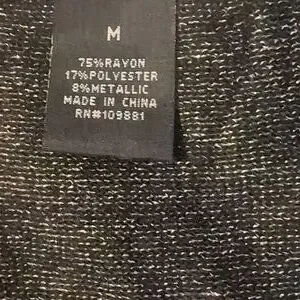 M
75%RAYON
17%POLYESTER
8%METALLIC
MADE IN CHINA
RN#109881